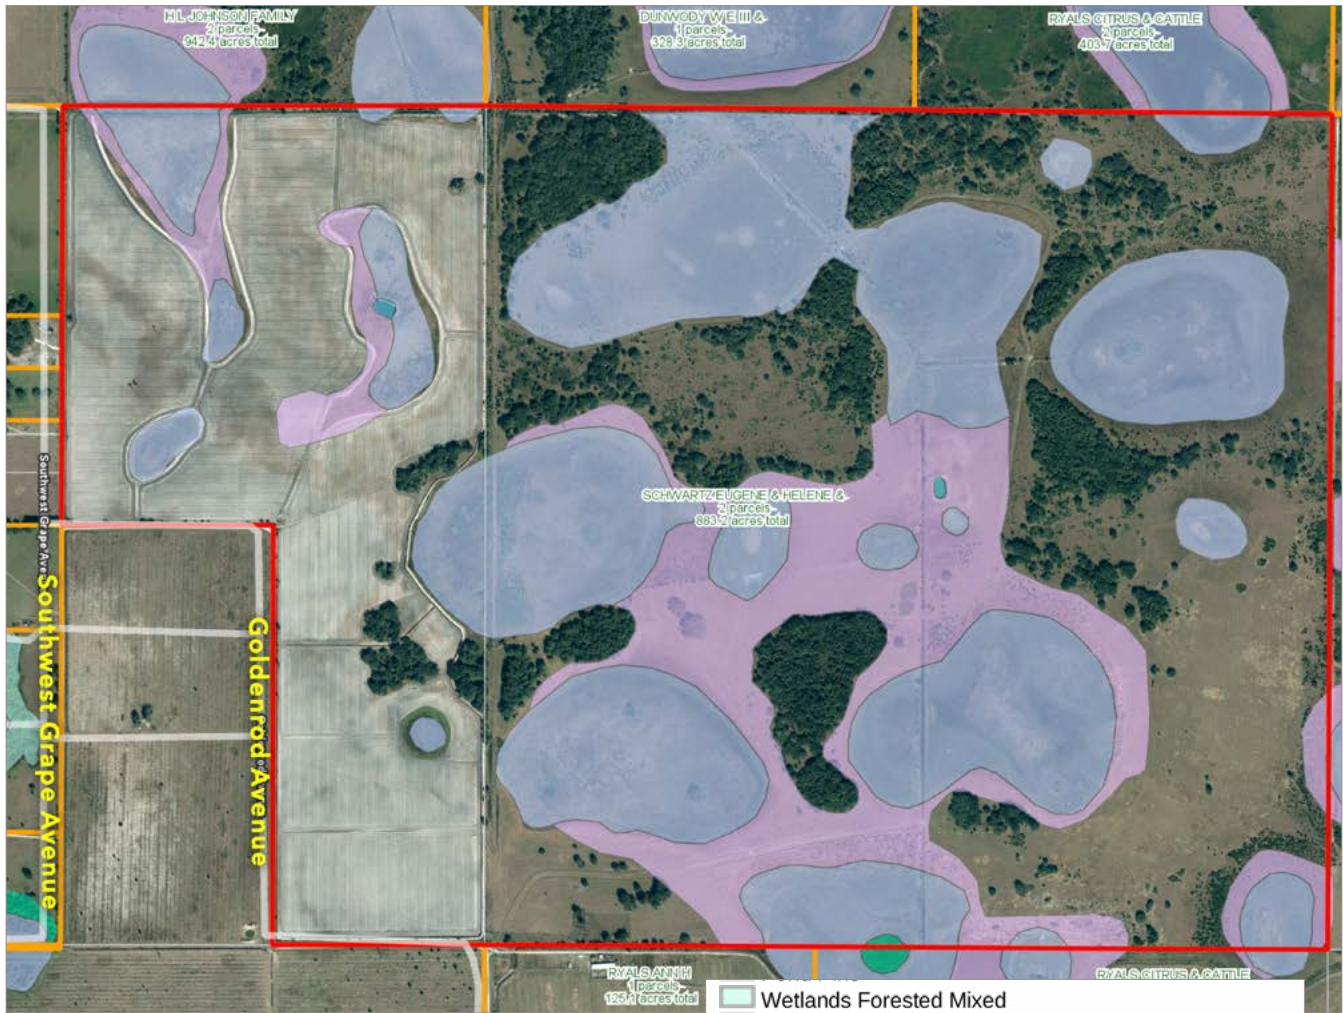 H L JOHNSON FAMILY
2 parcels
942.4 acres total
DUNWODY W E III &
1 parcels
328.3 acres total
RYALS CITRUS & CATTLE
2 parcels
403.7 acres total
Southwest Grape Ave
SCHWARTZ EUGENE & HELENE &
2 parcels
883.2 acres total
Southwest Grape Avenue
Goldenrod Avenue
RYALS ANN H
1 parcels
125.1 acres total
RYALS CITRUS & CATTLE
Wetlands Forested Mixed